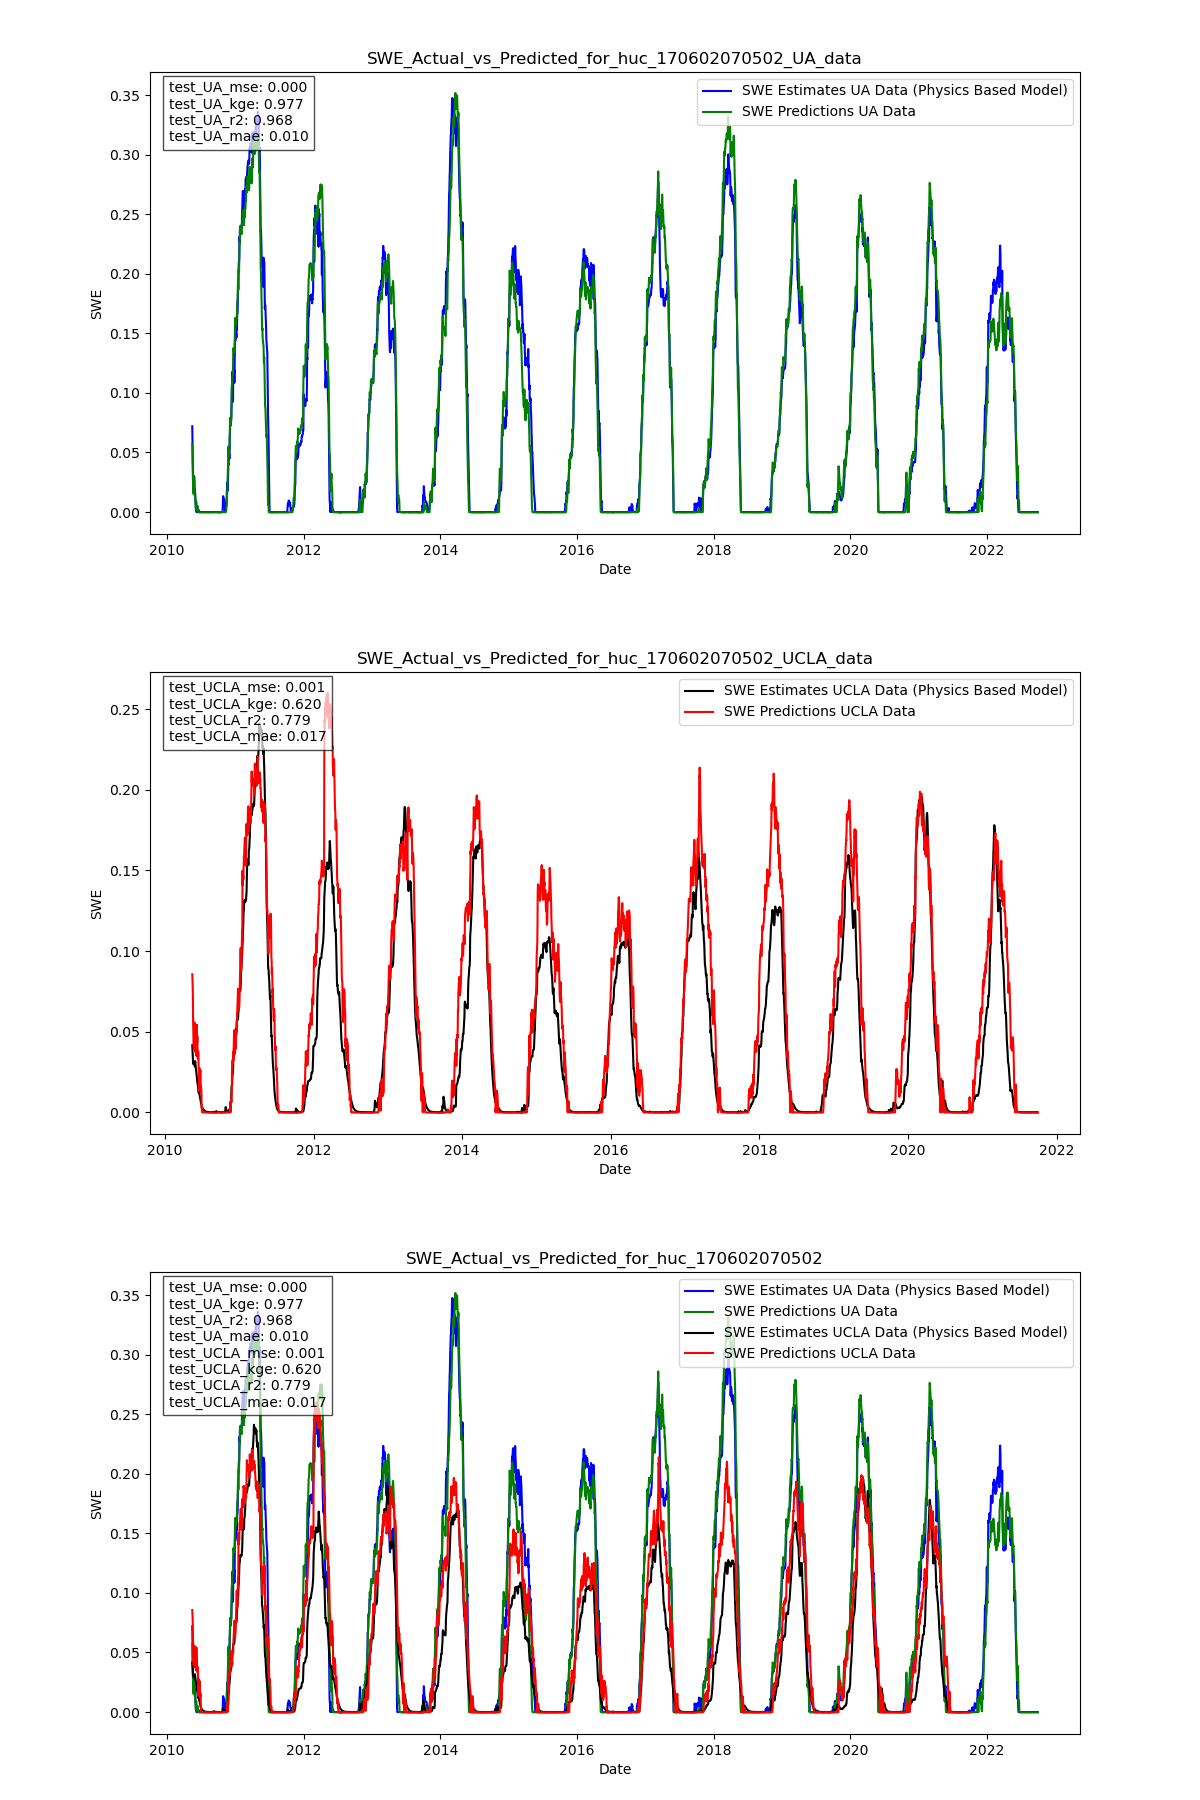 SWE_Actual_vs_Predicted_for_huc_170602070502_UA_data
test_UA_mse: 0.000
test_UA_kge: 0.977
test_UA_r2: 0.968
test_UA_mae: 0.010
SWE Estimates UA Data (Physics Based Model)
SWE Predictions UA Data
0.35
0.30
0.25
0.20
0.15
0.10
0.05
0.00
SWE
2010 2012 2014 2016 2018 2020 2022
Date
SWE_Actual_vs_Predicted_for_huc_170602070502_UCLA_data
test_UCLA_mse: 0.001
test_UCLA_kge: 0.620
test_UCLA_r2: 0.779
test_UCLA_mae: 0.017
SWE Estimates UCLA Data (Physics Based Model)
SWE Predictions UCLA Data
0.25
0.20
0.15
0.10
0.05
0.00
SWE
2010 2012 2014 2016 2018 2020 2022
Date
SWE_Actual_vs_Predicted_for_huc_170602070502
test_UA_mse: 0.000
test_UA_kge: 0.977
test_UA_r2: 0.968
test_UA_mae: 0.010
test_UCLA_mse: 0.001
test_UCLA_kge: 0.620
test_UCLA_r2: 0.779
test_UCLA_mae: 0.017
SWE Estimates UA Data (Physics Based Model)
SWE Predictions UA Data
SWE Estimates UCLA Data (Physics Based Model)
SWE Predictions UCLA Data
0.35
0.30
0.25
0.20
0.15
0.10
0.05
0.00
SWE
2010 2012 2014 2016 2018 2020 2022
Date